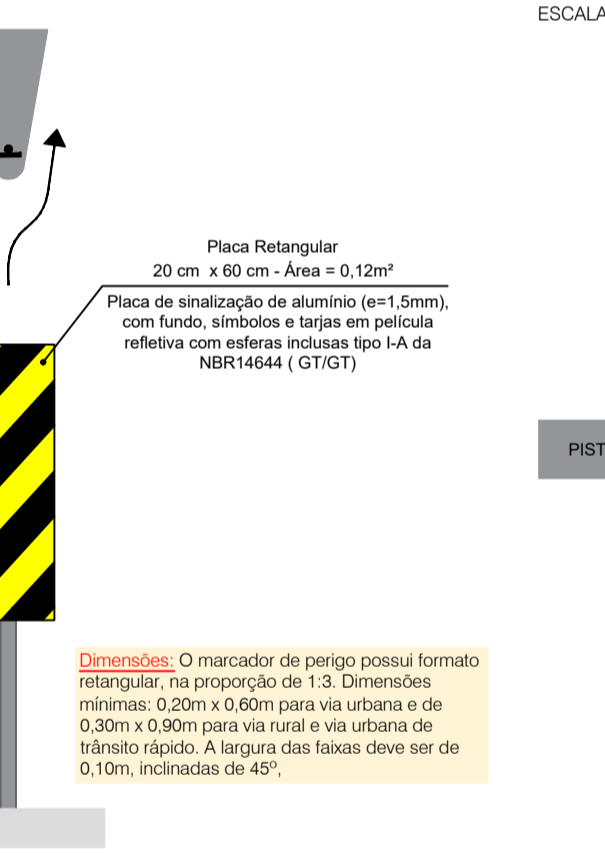 ESCALA
Placa Retangular
20 cm x 60 cm - Área = 0,12m²
Placa de sinalização de alumínio (e=1,5mm),
com fundo, símbolos e tarjas em película
refletiva com esferas inclusas tipo I-A da
NBR14644 ( GT/GT)
PIST
Dimensões: O marcador de perigo possui formato
retangular, na proporção de 1:3. Dimensões
mínimas: 0,20m x 0,60m para via urbana e de
0,30m x 0,90m para via rural e via urbana de
trânsito rápido. A largura das faixas deve ser de
0,10m, inclinadas de 45º,